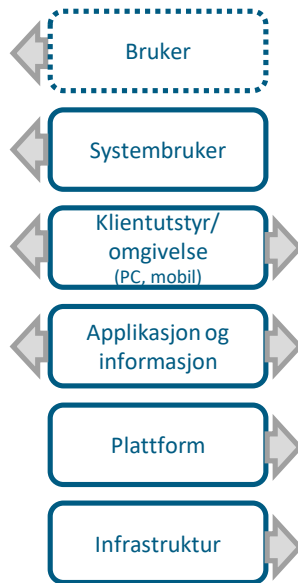 Bruker
Systembruker
Klientutstyr/
omgivelse
(PC, mobil)
Applikasjon og
informasjon
Plattform
Infrastruktur